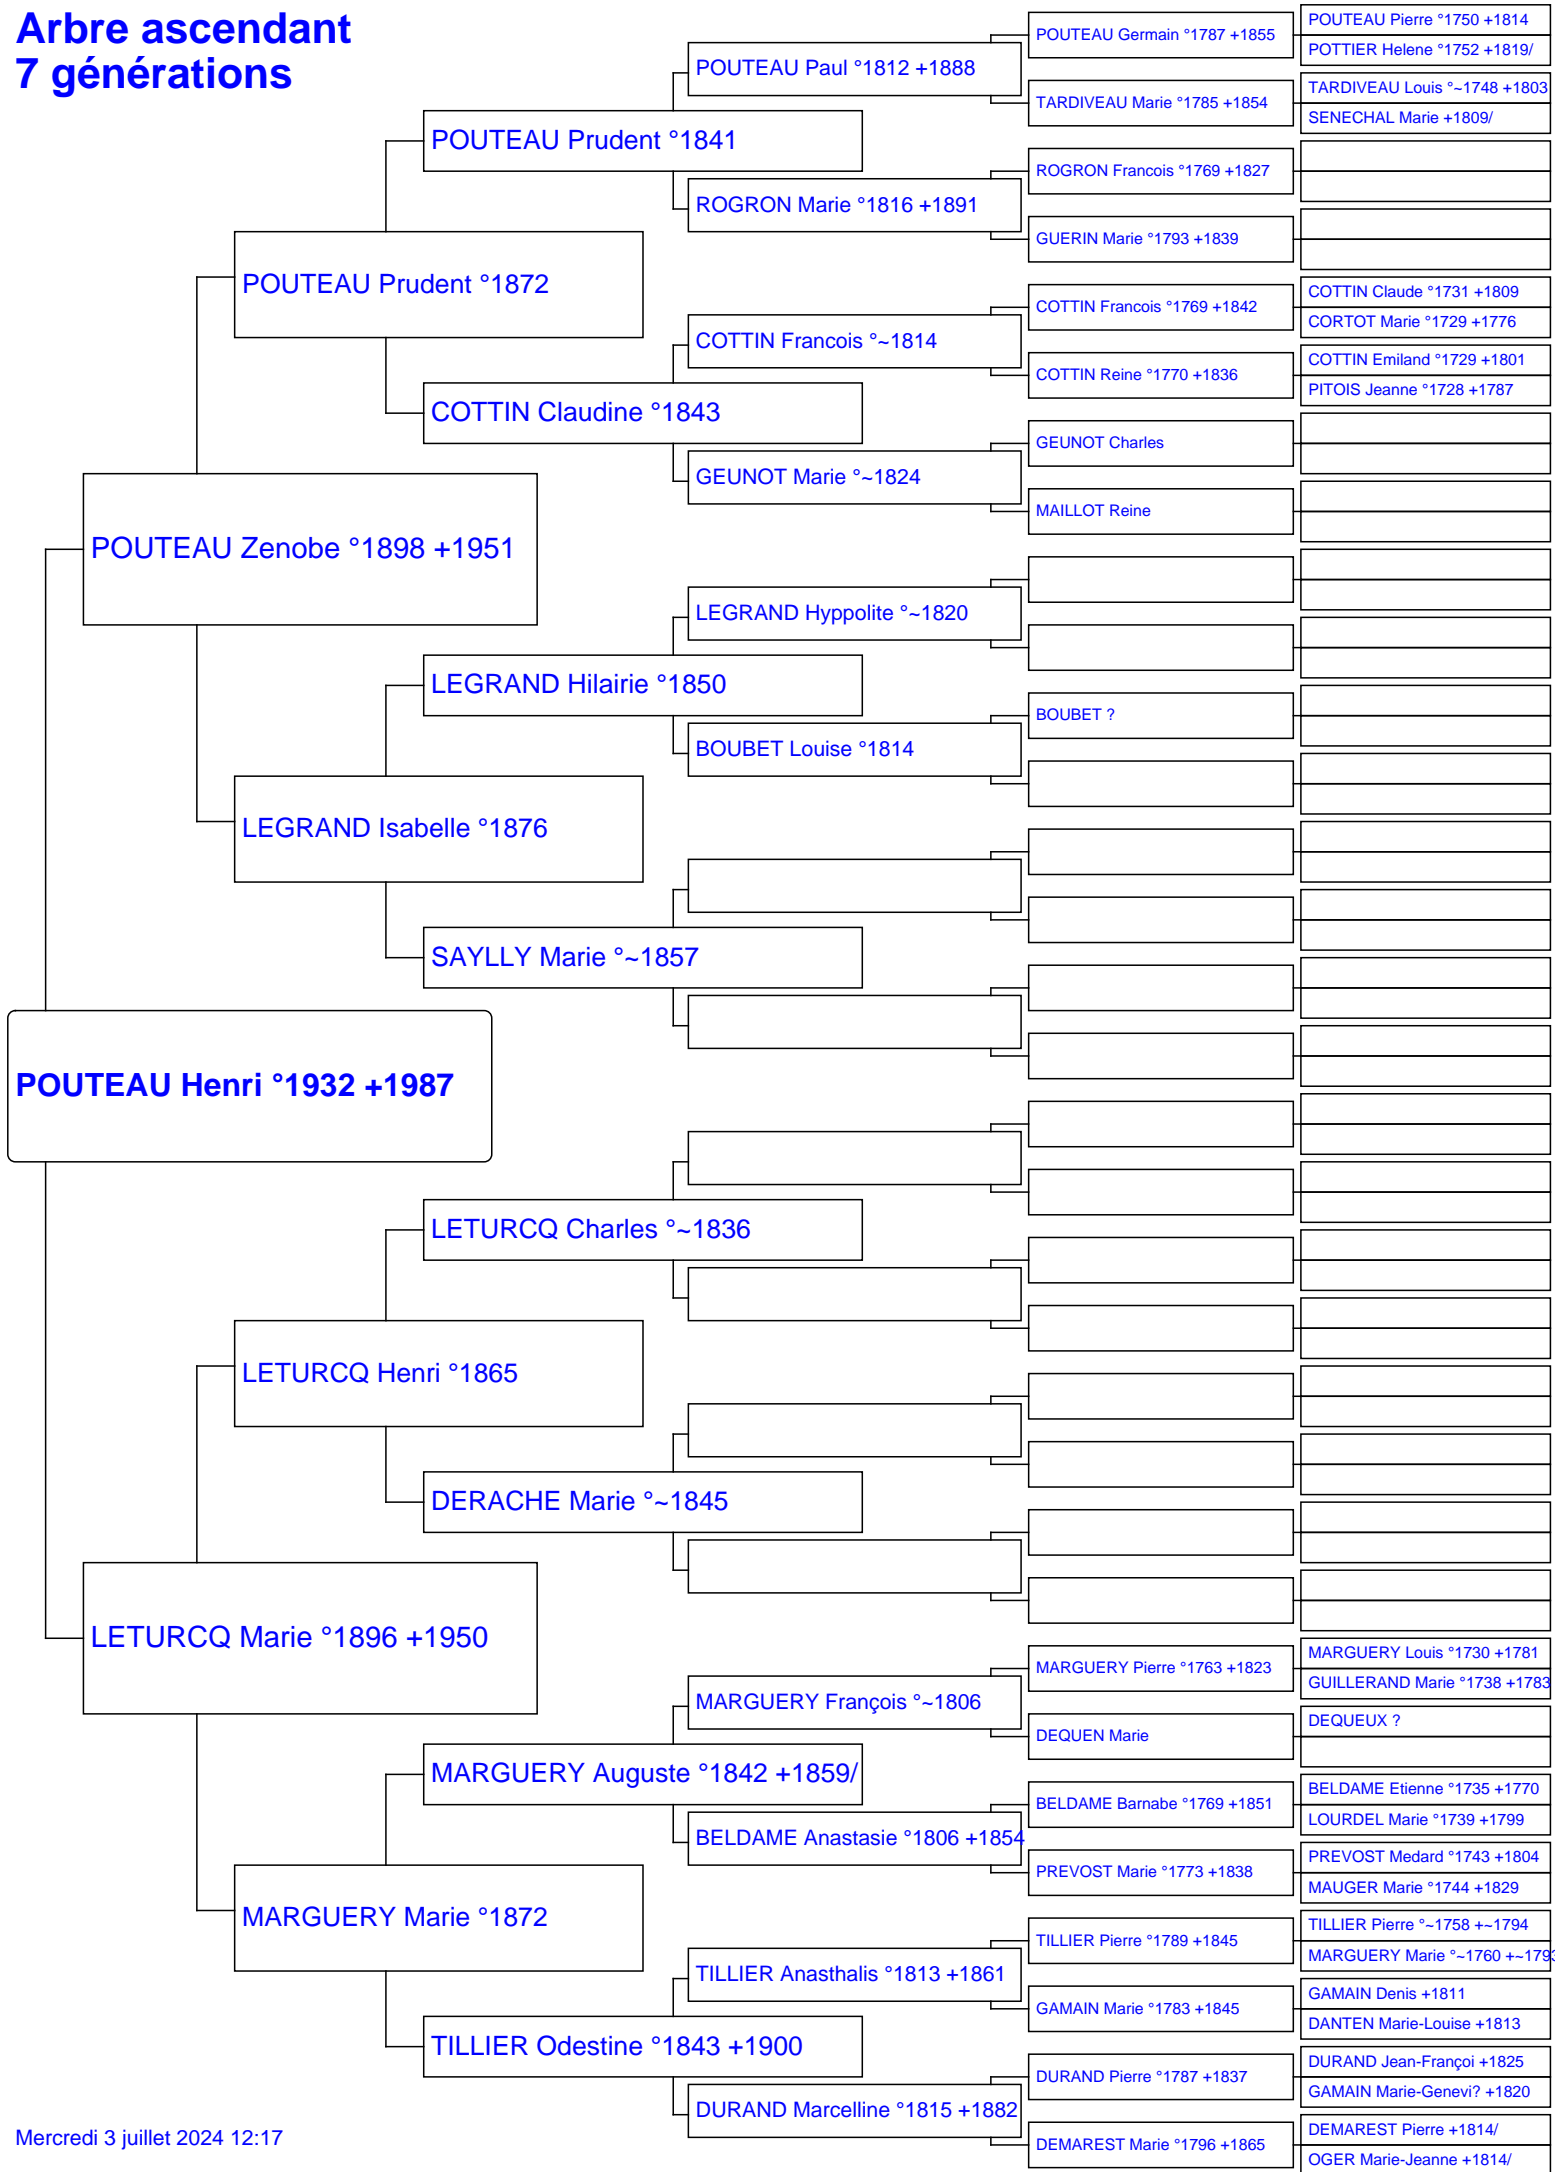 Arbre ascendant
7 générations
POUTEAU Henri °1932 +1987
POUTEAU Zenobe °1898 +1951
LETURCQ Marie °1896 +1950
POUTEAU Prudent °1872
LEGRAND Isabelle °1876
LETURCQ Henri °1865
MARGUERY Marie °1872
POUTEAU Prudent °1841
COTTIN Claudine °1843
LEGRAND Hilairie °1850
SAYLLY Marie °~1857
LETURCQ Charles °~1836
DERACHE Marie °~1845
MARGUERY Auguste °1842 +1859/
TILLIER Odestine °1843 +1900
POUTEAU Paul °1812 +1888
ROGRON Marie °1816 +1891
COTTIN Francois °~1814
GEUNOT Marie °~1824
LEGRAND Hyppolite °~1820
BOUBET Louise °1814
MARGUERY François °~1806
BELDAME Anastasie °1806 +1854
TILLIER Anasthalis °1813 +1861
DURAND Marcelline °1815 +1882
POUTEAU Germain °1787 +1855
TARDIVEAU Marie °1785 +1854
ROGRON Francois °1769 +1827
GUERIN Marie °1793 +1839
COTTIN Francois °1769 +1842
COTTIN Reine °1770 +1836
GEUNOT Charles
MAILLOT Reine
BOUBET ?
MARGUERY Pierre °1763 +1823
DEQUEN Marie
BELDAME Barnabe °1769 +1851
PREVOST Marie °1773 +1838
TILLIER Pierre °1789 +1845
GAMAIN Marie °1783 +1845
DURAND Pierre °1787 +1837
DEMAREST Marie °1796 +1865
POUTEAU Pierre °1750 +1814
POTTIER Helene °1752 +1819/
TARDIVEAU Louis °~1748 +1803
SENECHAL Marie +1809/
COTTIN Claude °1731 +1809
CORTOT Marie °1729 +1776
COTTIN Emiland °1729 +1801
PITOIS Jeanne °1728 +1787
MARGUERY Louis °1730 +1781
GUILLERAND Marie °1738 +1783
DEQUEUX ?
BELDAME Etienne °1735 +1770
LOURDEL Marie °1739 +1799
PREVOST Medard °1743 +1804
MAUGER Marie °1744 +1829
TILLIER Pierre °~1758 +~1794
MARGUERY Marie °~1760 +~1793
GAMAIN Denis +1811
DANTEN Marie-Louise +1813
DURAND Jean-Françoi +1825
GAMAIN Marie-Genevi? +1820
DEMAREST Pierre +1814/
OGER Marie-Jeanne +1814/
Mercredi 3 juillet 2024 12:17